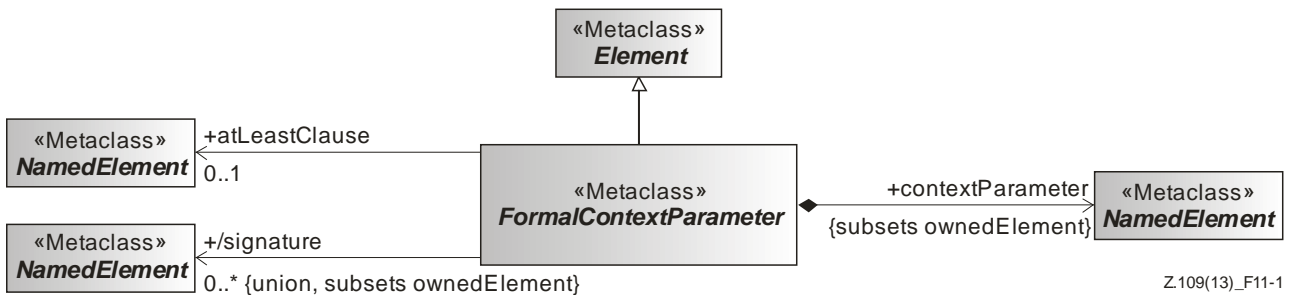 «Metaclass»
Element
«Metaclass»
NamedElement
+atLeastClause
0..1
«Metaclass»
FormalContextParameter
+contextParameter
{subsets ownedElement}
«Metaclass»
NamedElement
«Metaclass»
NamedElement
+/signature
0..* {union, subsets ownedElement}
Z.109(13)_F11-1